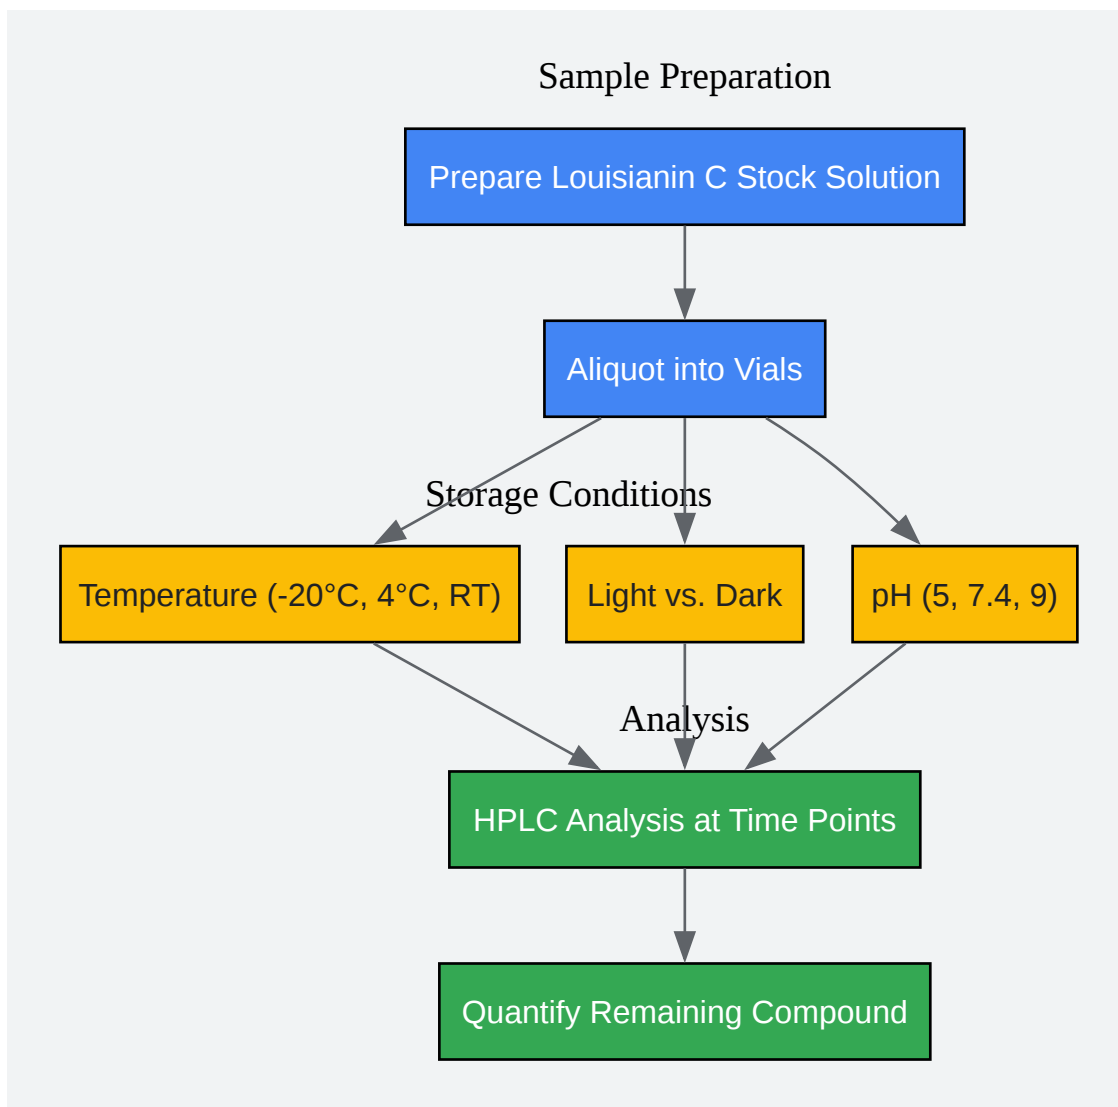 Sample Preparation
Prepare Louisianin C Stock Solution
Aliquot into Vials
Storage Conditions
Temperature (-20°C, 4°C, RT)
Light vs. Dark
pH (5, 7.4, 9)
Analysis
HPLC Analysis at Time Points
Quantify Remaining Compound